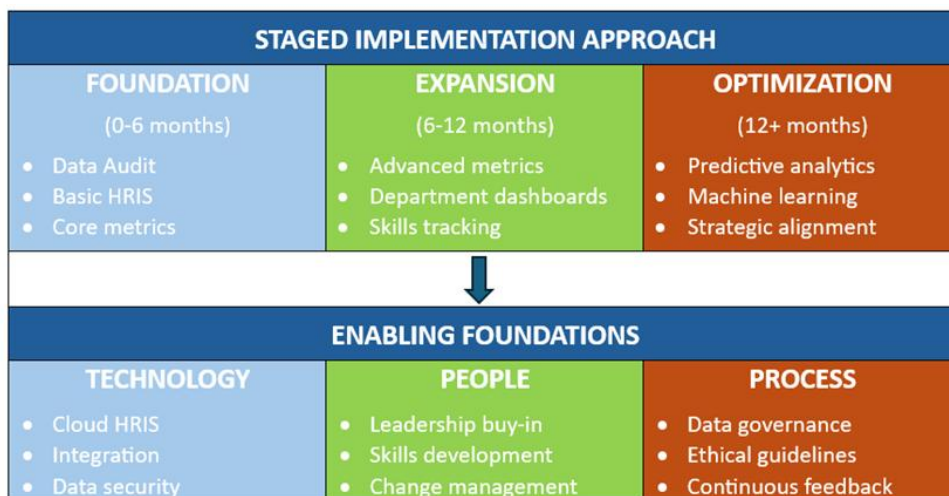 STAGED IMPLEMENTATION APPROACH
FOUNDATION
(0-6 months)
• Data Audit
• Basic HRIS
• Core metrics
EXPANSION
(6-12 months)
• Advanced metrics
• Department dashboards
• Skills tracking
OPTIMIZATION
(12+ months)
• Predictive analytics
• Machine learning
• Strategic alignment
ENABLING FOUNDATIONS
TECHNOLOGY
• Cloud HRIS
• Integration
• Data security
PEOPLE
• Leadership buy-in
• Skills development
• Change management
PROCESS
• Data governance
• Ethical guidelines
• Continuous feedback